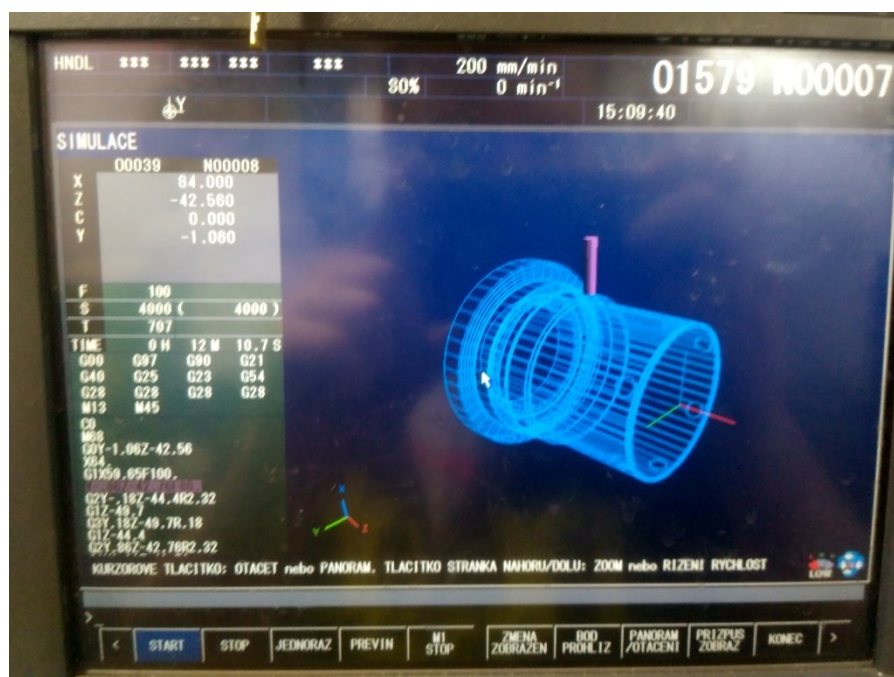 HNDL *** *** *** ***
200 mm/min
80% 0 min⁻¹
O1579 N00007
Y
15:09:40
SIMULACE
O0039 N00008
X 84.000
Z -42.560
C 0.000
Y -1.060
F 100
S 4000 ( 4000 )
T 707
TIME 0 H 12 M 10.7 S
G00 G97 G90 G21
G40 G25 G23 G54
G28 G28 G28 G28
M13 M45
C0
M68
G0Y-1.06Z-42.56
X64.
G1X59.65F100.
G2Y-.18Z-44.4R2.32
G1Z-49.7
G3Y.18Z-49.7R.18
G1Z-44.4
G2Y.86Z-42.76R2.32
X
Y Z
KURZOROVE TLACITKO: OTACET nebo PANORAM, TLACITKO STRANKA NAHORU/DOLU: ZOOM nebo RIZENI RYCHLOST
LOW
>_
< START STOP JEDNORAZ PREVIN M1 STOP ZMENA ZOBRAZEN BOD PROHLIZ PANORAM /OTACENI PRIZPUS ZOBRAZ KONEC >